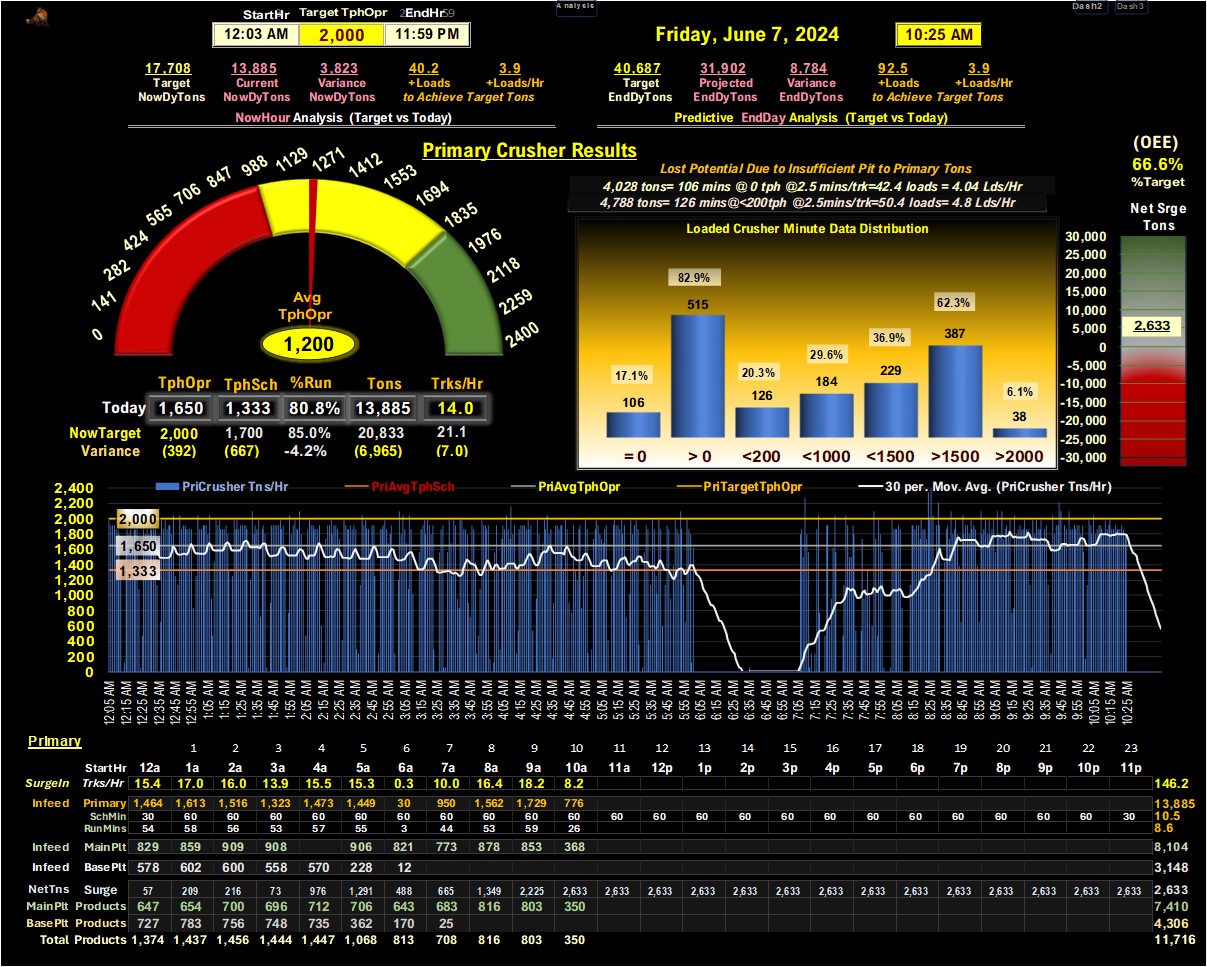 Analysis
Dash2 Dash3
StartHr Target TphOpr EndHr
12:03 AM 2,000 11:59 PM
Friday, June 7, 2024 10:25 AM
17,708 13,885 3,823 40.2 3.9
Target Current Variance +Loads +Loads/Hr
NowDyTons NowDyTons NowDyTons to Achieve Target Tons
NowHour Analysis (Target vs Today)
40,687 31,902 8,784 92.5 3.9
Target Projected Variance +Loads +Loads/Hr
EndDyTons EndDyTons EndDyTons to Achieve Target Tons
Predictive EndDay Analysis (Target vs Today)
Primary Crusher Results
0 141 282 424 565 706 847 988 1129 1271 1412 1553 1694 1835 1976 2118 2259 2400
Avg
TphOpr
1,200
TphOpr TphSch %Run Tons Trks/Hr
Today 1,650 1,333 80.8% 13,885 14.0
NowTarget 2,000 1,700 85.0% 20,833 21.1
Variance (392) (667) -4.2% (6,965) (7.0)
Lost Potential Due to Insufficient Pit to Primary Tons
4,028 tons= 106 mins @ 0 tph @2.5 mins/trk=42.4 loads = 4.04 Lds/Hr
4,788 tons= 126 mins@<200tph @2.5mins/trk=50.4 loads= 4.8 Lds/Hr
Loaded Crusher Minute Data Distribution
17.1% 82.9% 20.3% 29.6% 36.9% 62.3% 6.1%
106 515 126 184 229 387 38
= 0 > 0 <200 <1000 <1500 >1500 >2000
(OEE)
66.6%
%Target
Net Srge
Tons
30,000
25,000
20,000
15,000
10,000
5,000
0
-5,000
-10,000
-15,000
-20,000
-25,000
-30,000
2,633
PriCrusher Tns/Hr PriAvgTphSch PriAvgTphOpr PriTargetTphOpr 30 per. Mov. Avg. (PriCrusher Tns/Hr)
2,400
2,200
2,000
1,800
1,600
1,400
1,200
1,000
800
600
400
200
0
2,000
1,650
1,333
12:05 AM 12:15 AM 12:25 AM 12:35 AM 12:45 AM 12:55 AM 1:05 AM 1:15 AM 1:25 AM 1:35 AM 1:45 AM 1:55 AM 2:05 AM 2:15 AM 2:25 AM 2:35 AM 2:45 AM 2:55 AM 3:05 AM 3:15 AM 3:25 AM 3:35 AM 3:45 AM 3:55 AM 4:05 AM 4:15 AM 4:25 AM 4:35 AM 4:45 AM 4:55 AM 5:05 AM 5:15 AM 5:25 AM 5:35 AM 5:45 AM 5:55 AM 6:05 AM 6:15 AM 6:25 AM 6:35 AM 6:45 AM 6:55 AM 7:05 AM 7:15 AM 7:25 AM 7:35 AM 7:45 AM 7:55 AM 8:05 AM 8:15 AM 8:25 AM 8:35 AM 8:45 AM 8:55 AM 9:05 AM 9:15 AM 9:25 AM 9:35 AM 9:45 AM 9:55 AM 10:05 AM 10:15 AM 10:25 AM
Primary
1 2 3 4 5 6 7 8 9 10 11 12 13 14 15 16 17 18 19 20 21 22 23
StartHr 12a 1a 2a 3a 4a 5a 6a 7a 8a 9a 10a 11a 12p 1p 2p 3p 4p 5p 6p 7p 8p 9p 10p 11p
SurgeIn Trks/Hr 15.4 17.0 16.0 13.9 15.5 15.3 0.3 10.0 16.4 18.2 8.2 146.2
Infeed Primary 1,464 1,613 1,516 1,323 1,473 1,449 30 950 1,562 1,729 776 13,885
SchMin 30 60 60 60 60 60 60 60 60 60 60 60 60 60 60 60 60 60 60 60 60 60 60 30 10.5
RunMins 54 58 56 53 57 55 3 44 53 59 26 8.6
Infeed MainPlt 829 859 909 908 906 821 773 878 853 368 8,104
Infeed BasePlt 578 602 600 558 570 228 12 3,148
NetTns Surge 57 209 216 73 976 1,291 488 665 1,349 2,225 2,633 2,633 2,633 2,633 2,633 2,633 2,633 2,633 2,633 2,633 2,633 2,633 2,633 2,633 2,633
MainPlt Products 647 654 700 696 712 706 643 683 816 803 350 7,410
BasePlt Products 727 783 756 748 735 362 170 25 4,306
Total Products 1,374 1,437 1,456 1,444 1,447 1,068 813 708 816 803 350 11,716